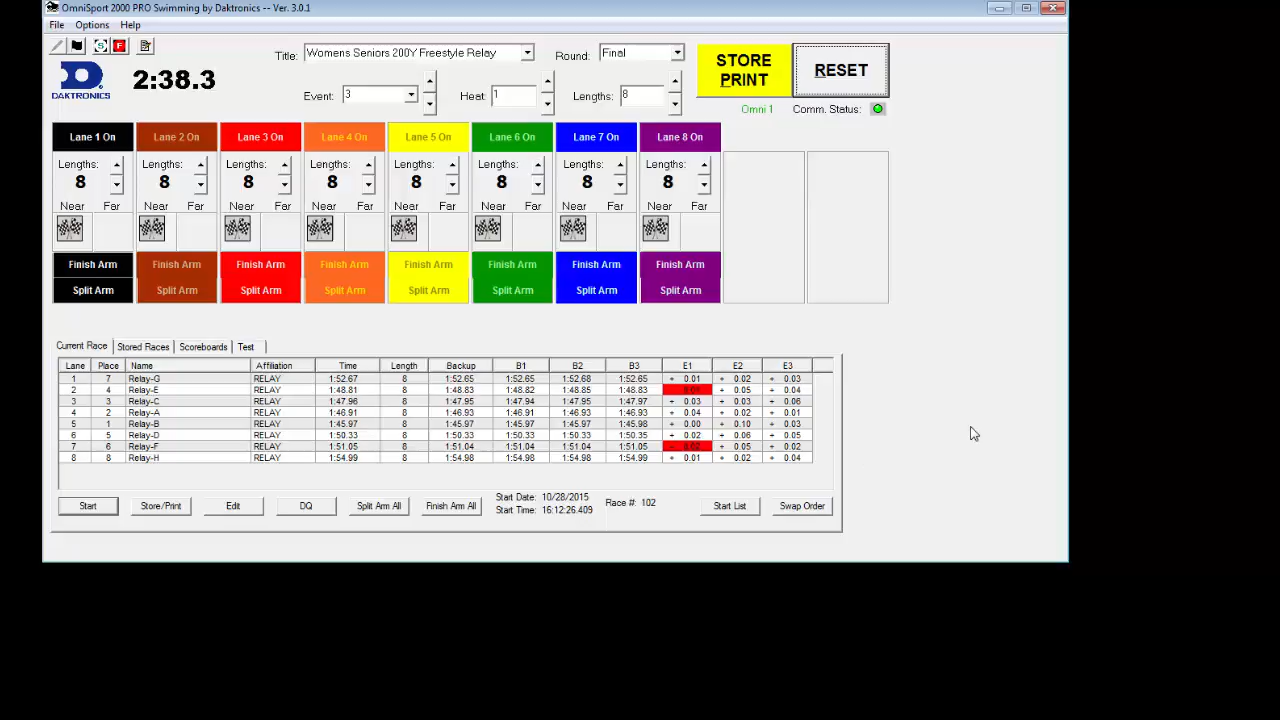 OmniSport 2000 PRO Swimming by Daktronics -- Ver. 3.0.1
File Options Help
S F
Title: Womens Seniors 200Y Freestyle Relay Round: Final
STORE PRINT RESET
DAKTRONICS 2:38.3
Event: 3 Heat: 1 Lengths: 8
Omni 1 Comm. Status:
Lane 1 On Lane 2 On Lane 3 On Lane 4 On Lane 5 On Lane 6 On Lane 7 On Lane 8 On
Lengths: Lengths: Lengths: Lengths: Lengths: Lengths: Lengths: Lengths:
8 8 8 8 8 8 8 8
Near Far Near Far Near Far Near Far Near Far Near Far Near Far Near Far
Finish Arm Finish Arm Finish Arm Finish Arm Finish Arm Finish Arm Finish Arm Finish Arm
Split Arm Split Arm Split Arm Split Arm Split Arm Split Arm Split Arm Split Arm
Current Race Stored Races Scoreboards Test
Lane Place Name Affiliation Time Length Backup B1 B2 B3 E1 E2 E3
1 7 Relay-G RELAY 1:52.67 8 1:52.65 1:52.65 1:52.68 1:52.65 + 0.01 + 0.02 + 0.03
2 4 Relay-E RELAY 1:48.81 8 1:48.83 1:48.82 1:48.85 1:48.83 + 0.05 + 0.04
3 3 Relay-C RELAY 1:47.96 8 1:47.95 1:47.94 1:47.95 1:47.97 + 0.03 + 0.03 + 0.06
4 2 Relay-A RELAY 1:46.91 8 1:46.93 1:46.91 1:46.93 1:46.93 + 0.04 + 0.02 + 0.01
5 1 Relay-B RELAY 1:45.97 8 1:45.97 1:45.97 1:45.97 1:45.98 + 0.00 + 0.10 + 0.03
6 5 Relay-D RELAY 1:50.33 8 1:50.33 1:50.33 1:50.33 1:50.35 + 0.02 + 0.06 + 0.05
7 6 Relay-F RELAY 1:51.05 8 1:51.04 1:51.04 1:51.04 1:51.05 + 0.05 + 0.02
8 8 Relay-H RELAY 1:54.99 8 1:54.98 1:54.98 1:54.98 1:54.99 + 0.01 + 0.02 + 0.04
Start Store/Print Edit DQ Split Arm All Finish Arm All
Start Date: 10/28/2015
Start Time: 16:12:26.409
Race #: 102
Start List Swap Order